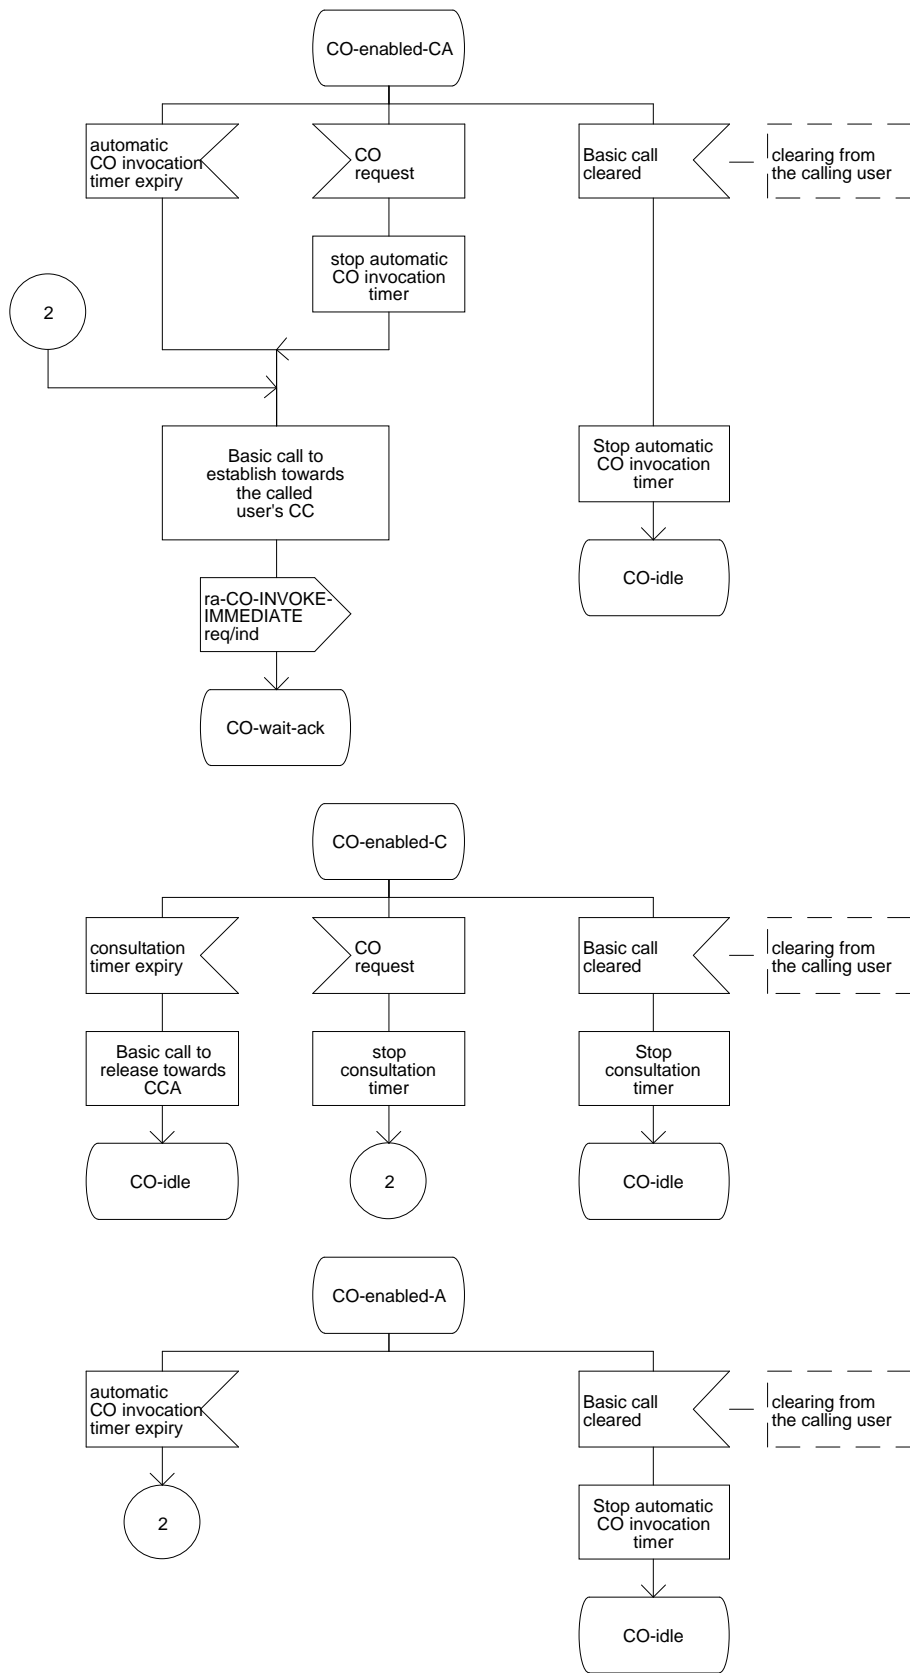 CO-enabled-CA
automatic
CO invocation
timer expiry
CO
request
Basic call
cleared
clearing from
the calling user
stop automatic
CO invocation
timer
2
Basic call to
establish towards
the called
user's CC
Stop automatic
CO invocation
timer
CO-idle
ra-CO-INVOKE-
IMMEDIATE
req/ind
CO-wait-ack
CO-enabled-C
consultation
timer expiry
CO
request
Basic call
cleared
clearing from
the calling user
Basic call to
release towards
CCA
stop
consultation
timer
Stop
consultation
timer
CO-idle
2
CO-idle
CO-enabled-A
automatic
CO invocation
timer expiry
Basic call
cleared
clearing from
the calling user
2
Stop automatic
CO invocation
timer
CO-idle